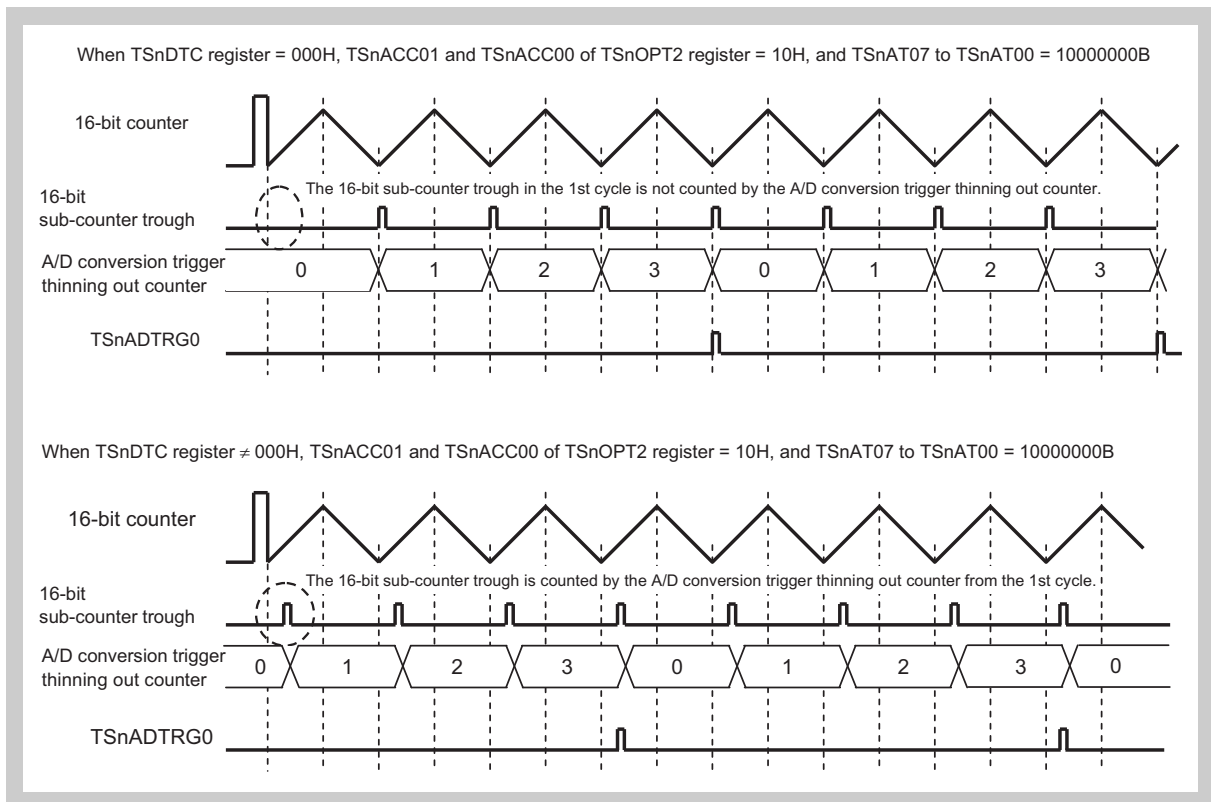 When TSnDTC register = 000H, TSnACC01 and TSnACC00 of TSnOPT2 register = 10H, and TSnAT07 to TSnAT00 = 10000000B
16-bit counter
The 16-bit sub-counter trough in the 1st cycle is not counted by the A/D conversion trigger thinning out counter.
16-bit
sub-counter trough
A/D conversion trigger
thinning out counter
0 1 2 3 0 1 2 3
TSnADTRG0
When TSnDTC register ≠ 000H, TSnACC01 and TSnACC00 of TSnOPT2 register = 10H, and TSnAT07 to TSnAT00 = 10000000B
16-bit counter
The 16-bit sub-counter trough is counted by the A/D conversion trigger thinning out counter from the 1st cycle.
16-bit
sub-counter trough
A/D conversion trigger
thinning out counter
0 1 2 3 0 1 2 3 0
TSnADTRG0